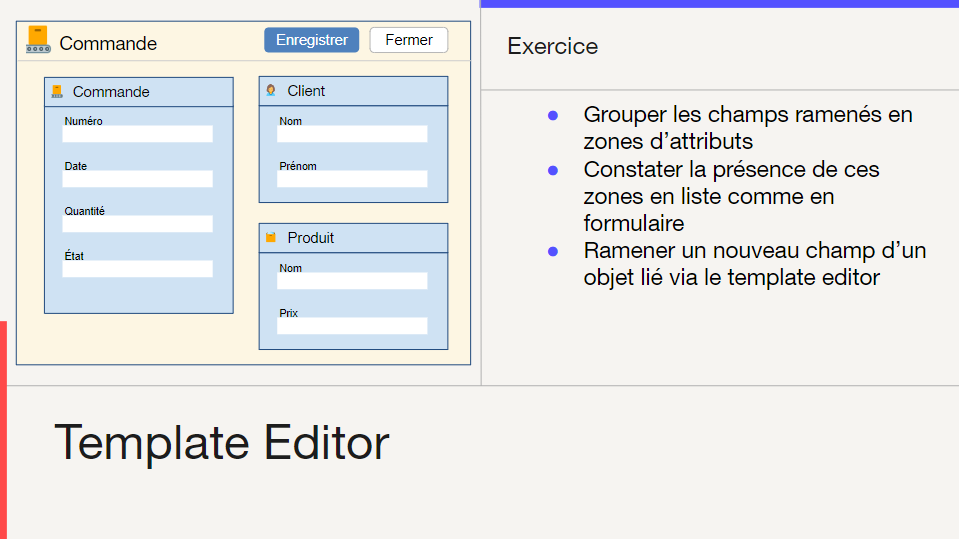 Commande
Enregistrer
Fermer
Commande
Numéro
Date
Quantité
État
Client
Nom
Prénom
Produit
Nom
Prix
Exercice
Grouper les champs ramenés en
zones d’attributs
Constater la présence de ces
zones en liste comme en
formulaire
Ramener un nouveau champ d’un
objet lié via le template editor
Template Editor